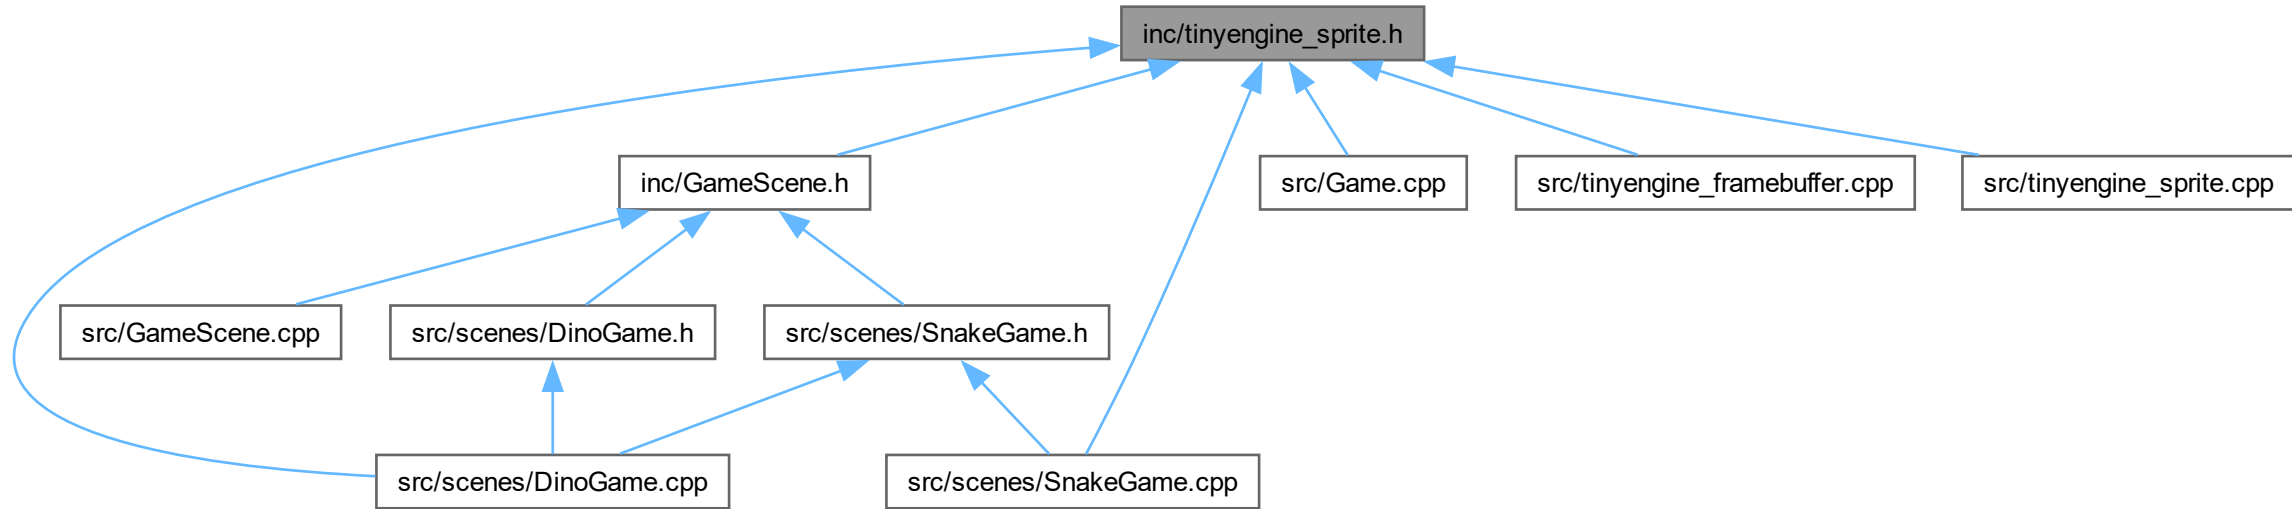 inc/tinyengine_sprite.h
inc/GameScene.h
src/Game.cpp
src/tinyengine_framebuffer.cpp
src/tinyengine_sprite.cpp
src/GameScene.cpp
src/scenes/DinoGame.h
src/scenes/SnakeGame.h
src/scenes/DinoGame.cpp
src/scenes/SnakeGame.cpp